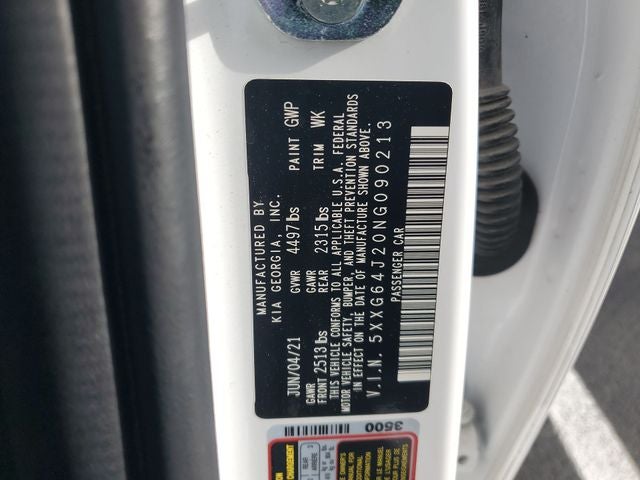 MANUFACTURED BY
KIA GEORGIA, INC.
JUN/04/21 GVWR 4497lbs PAINT GWP
GAWR FRONT 2513lbs GAWR REAR 2315lbs TRIM WK
THIS VEHICLE CONFORMS TO ALL APPLICABLE U.S.A. FEDERAL
MOTOR VEHICLE SAFETY, BUMPER, AND THEFT PREVENTION STANDARDS
IN EFFECT ON THE DATE OF MANUFACTURE SHOWN ABOVE.
V.I.N. 5XXG64J20NG090213
PASSENGER CAR
3500
REAR
ARRIERE